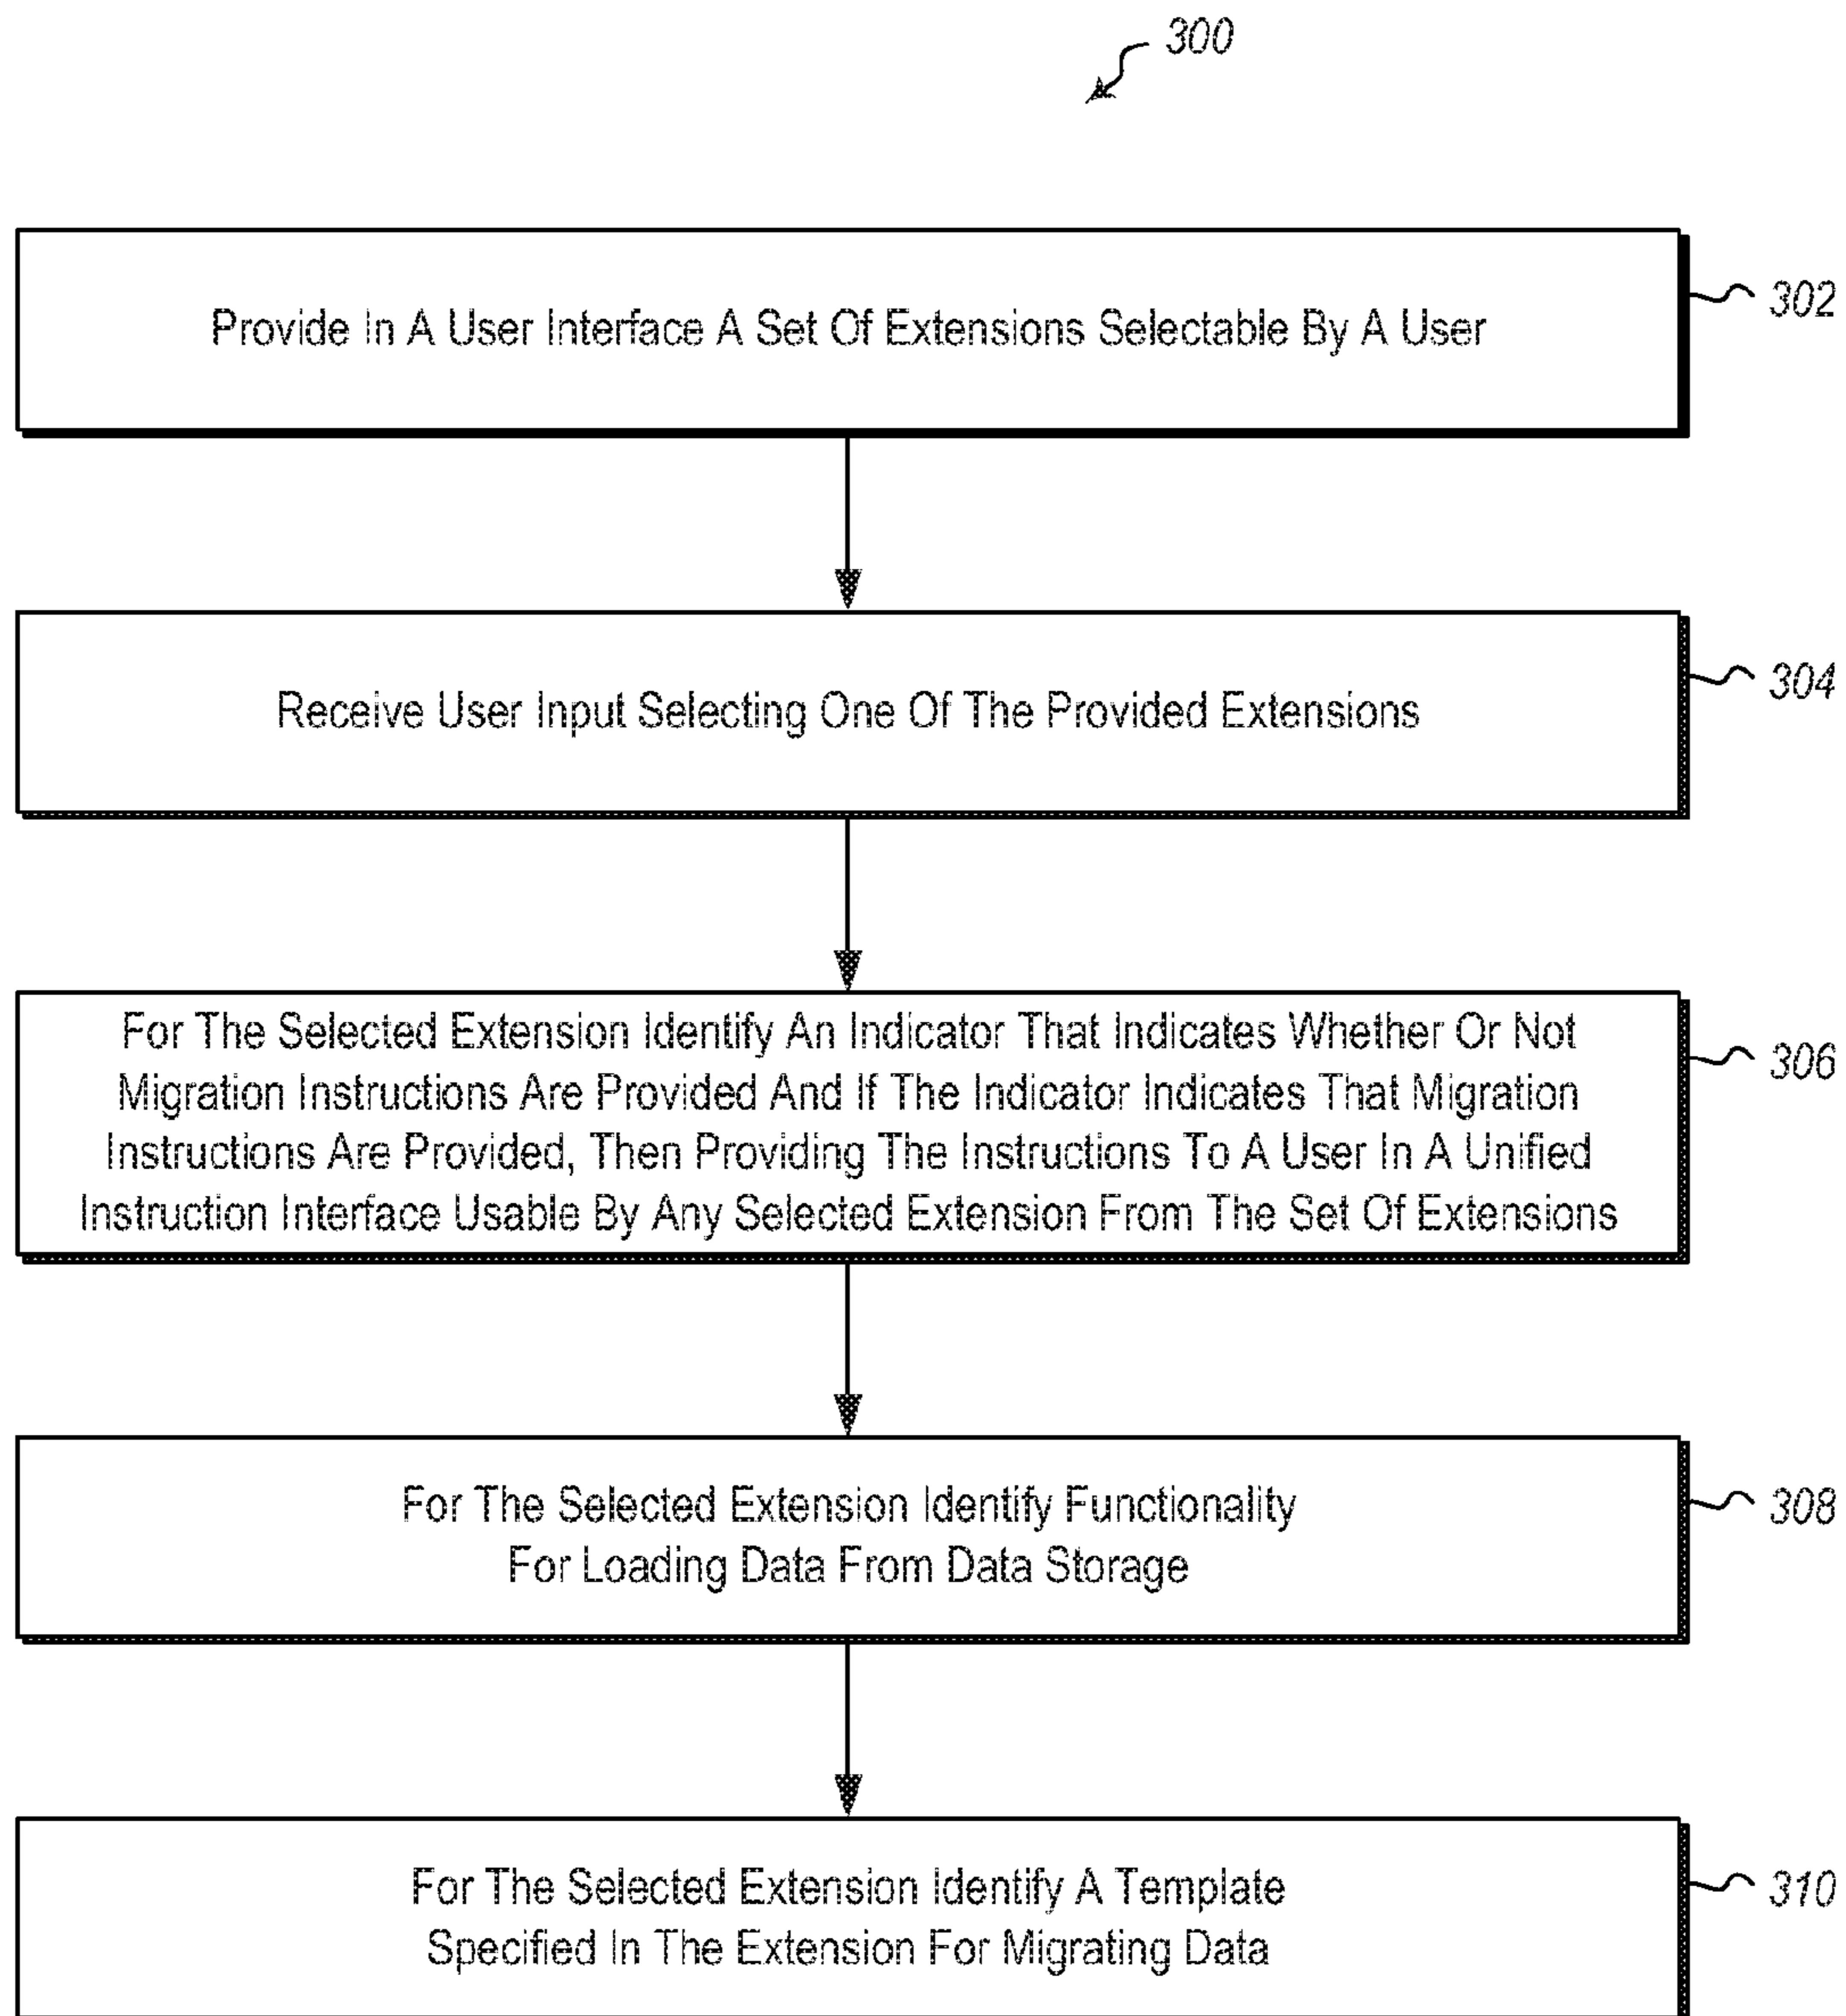 300
Provide In A User Interface A Set Of Extensions Selectable By A User
302
Receive User Input Selecting One Of The Provided Extensions
304
For The Selected Extension Identify An Indicator That Indicates Whether Or Not
Migration Instructions Are Provided And If The Indicator Indicates That Migration
Instructions Are Provided, Then Providing The Instructions To A User In A Unified
Instruction Interface Usable By Any Selected Extension From The Set Of Extensions
306
For The Selected Extension Identify Functionality
For Loading Data From Data Storage
308
For The Selected Extension Identify A Template
Specified In The Extension For Migrating Data
310